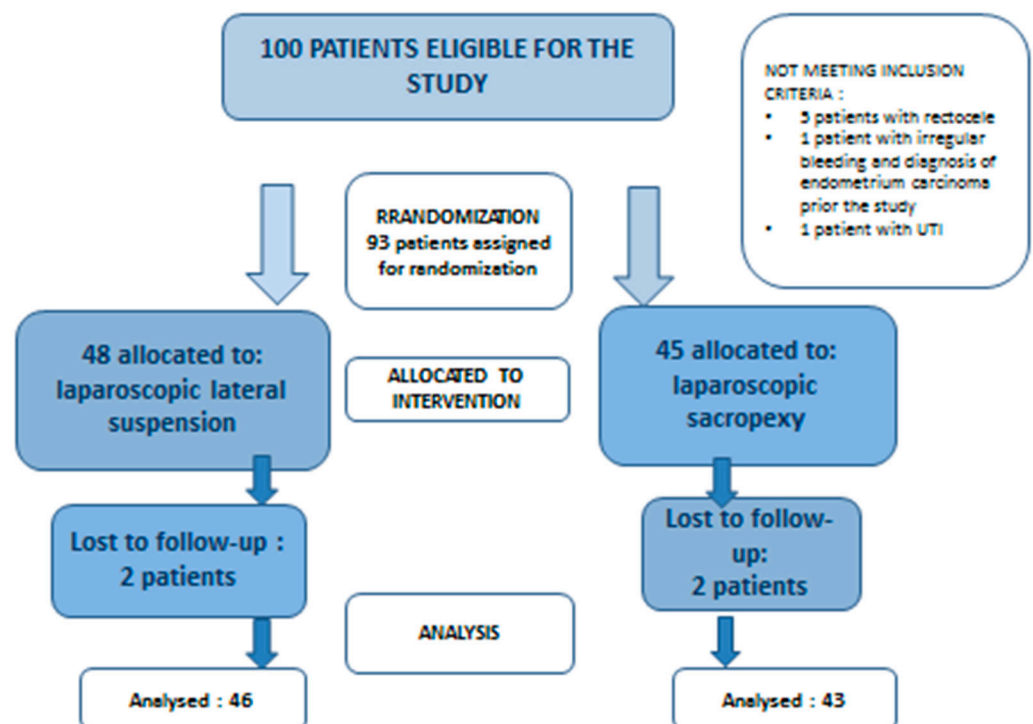 100 PATIENTS ELIGIBLE FOR THE
STUDY
NOT MEETING INCLUSION
CRITERIA :
• 5 patients with rectocele
• 1 patient with irregular
bleeding and diagnosis of
endometrium carcinoma
prior the study
• 1 patient with UTI
RRANDOMIZATION
93 patients assigned
for randomization
48 allocated to:
laparoscopic lateral
suspension
ALLOCATED TO
INTERVENTION
45 allocated to:
laparoscopic
sacropexy
Lost to follow-up :
2 patients
Lost to follow-
up:
2 patients
ANALYSIS
Analysed : 46
Analysed : 43